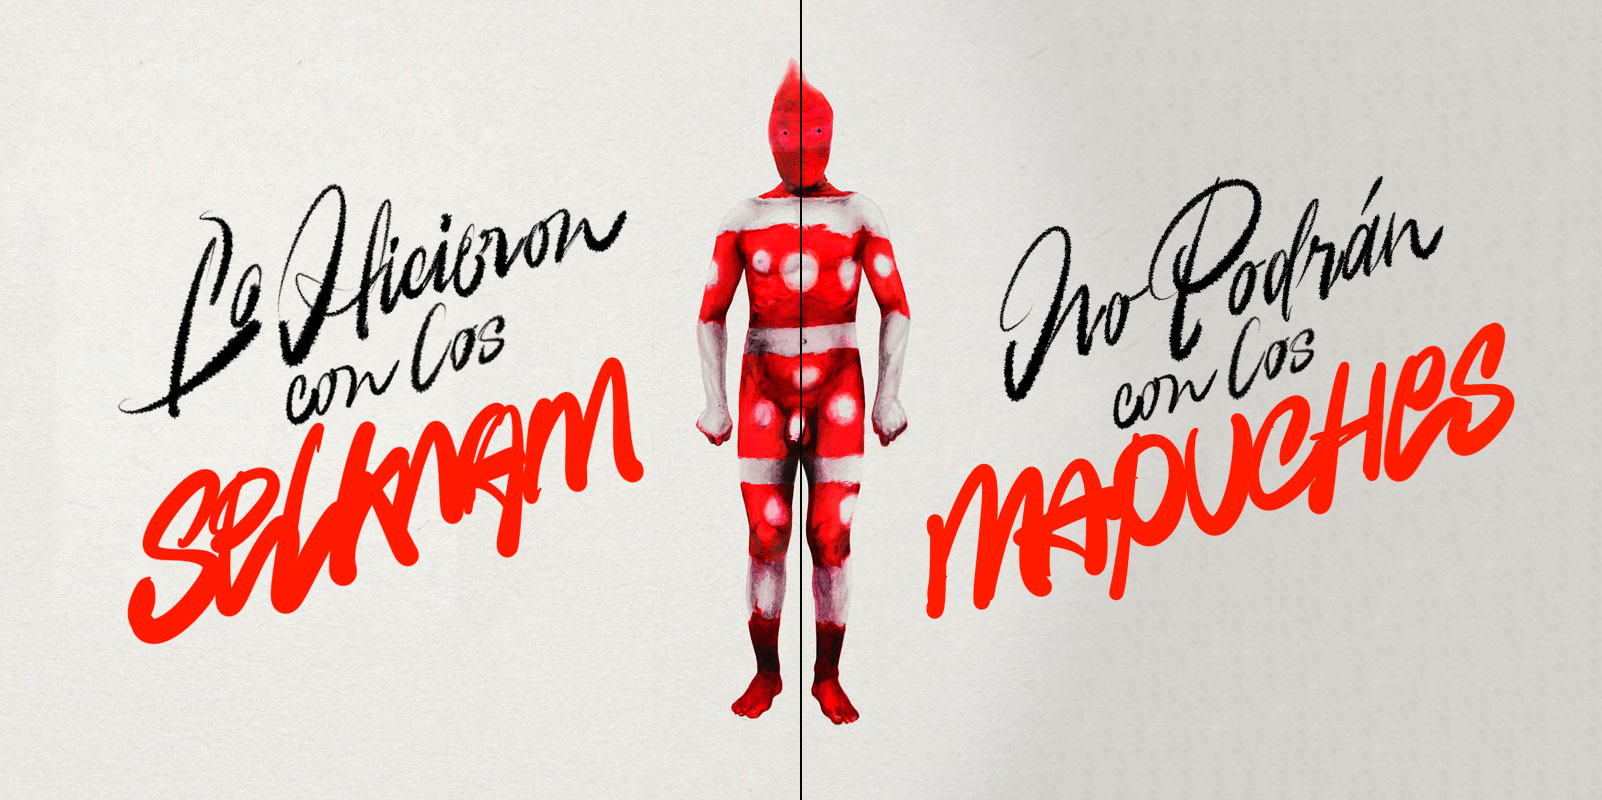 Lo Hicieron
con los
SELKNAM
No Podrán
con los
MAPUCHES